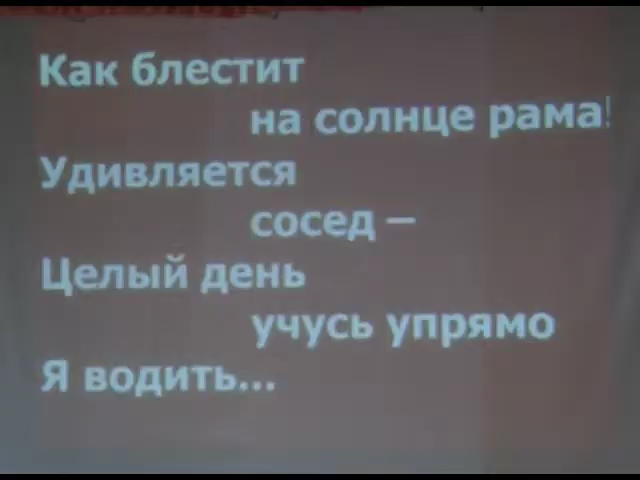 Как блестит
на солнце рама!
Удивляется
сосед –
Целый день
учусь упрямо
Я водить...